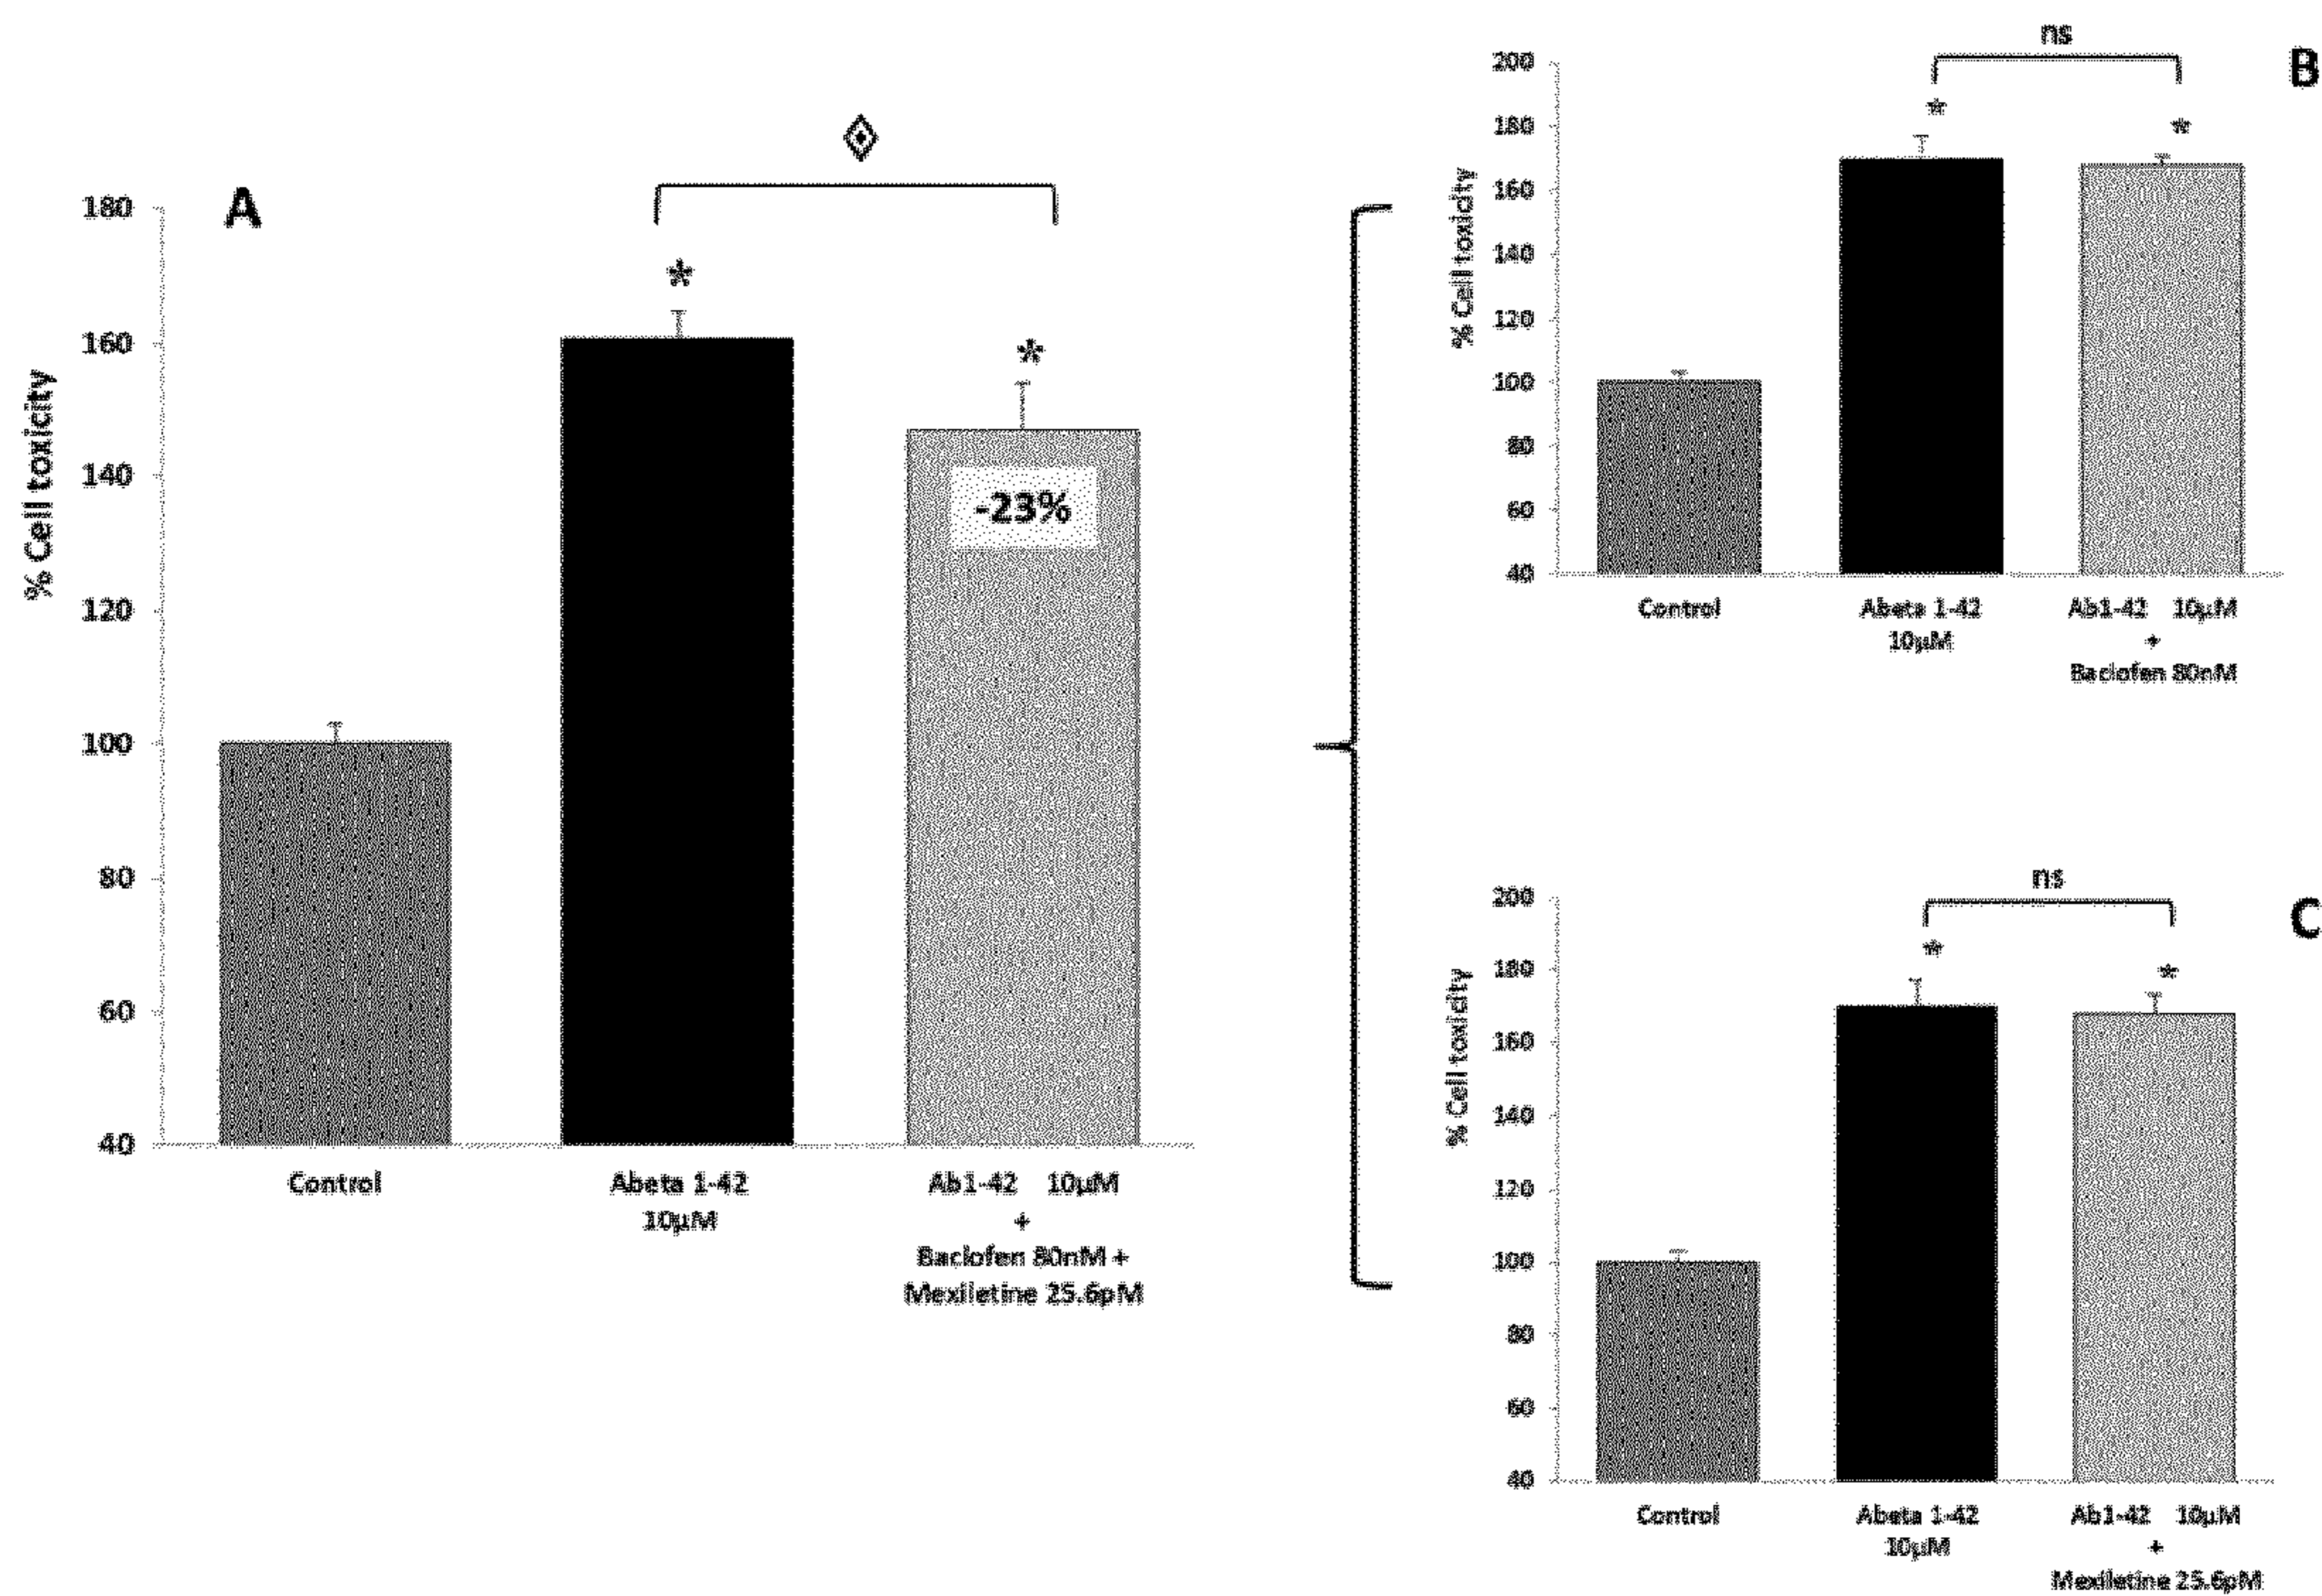 A
◊
180
160
140
120
100
80
60
40
% Cell toxicity
*
*
-23%
Control
Abeta 1-42
10µM
Ab1-42 10µM
+
Baclofen 80nM +
Mexiletine 25.6pM
B
ns
200
180
160
140
120
100
80
60
40
% Cell toxicity
*
*
Control
Abeta 1-42
10µM
Ab1-42 10µM
+
Baclofen 80nM
C
ns
200
180
160
140
120
100
80
60
40
% Cell toxicity
*
*
Control
Abeta 1-42
10µM
Ab1-42 10µM
+
Mexiletine 25.6pM